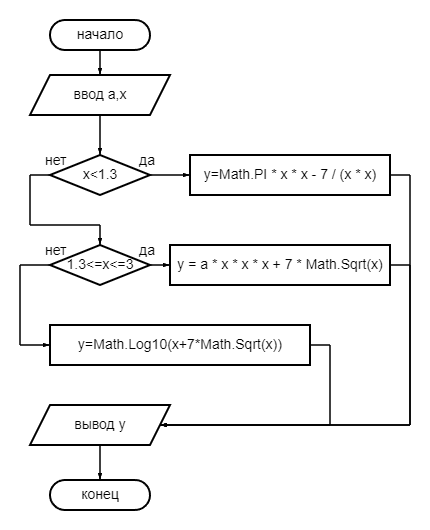 начало
ввод a,x
нет
да
x<1.3
y=Math.PI * x * x - 7 / (x * x)
нет
да
1.3<=x<=3
y = a * x * x * x + 7 * Math.Sqrt(x)
y=Math.Log10(x+7*Math.Sqrt(x))
вывод y
конец